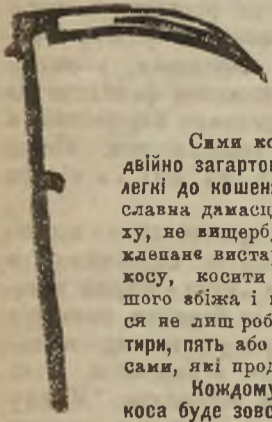 Сими ко
двійно загартов
легкі до кошен
славна дамасц
ху, не вищерб
клепане вистар
косу, косити
шого збіжа і
ся не лиш роб
тири, пять або
сами, які прод
Кождому
коса буде зовс